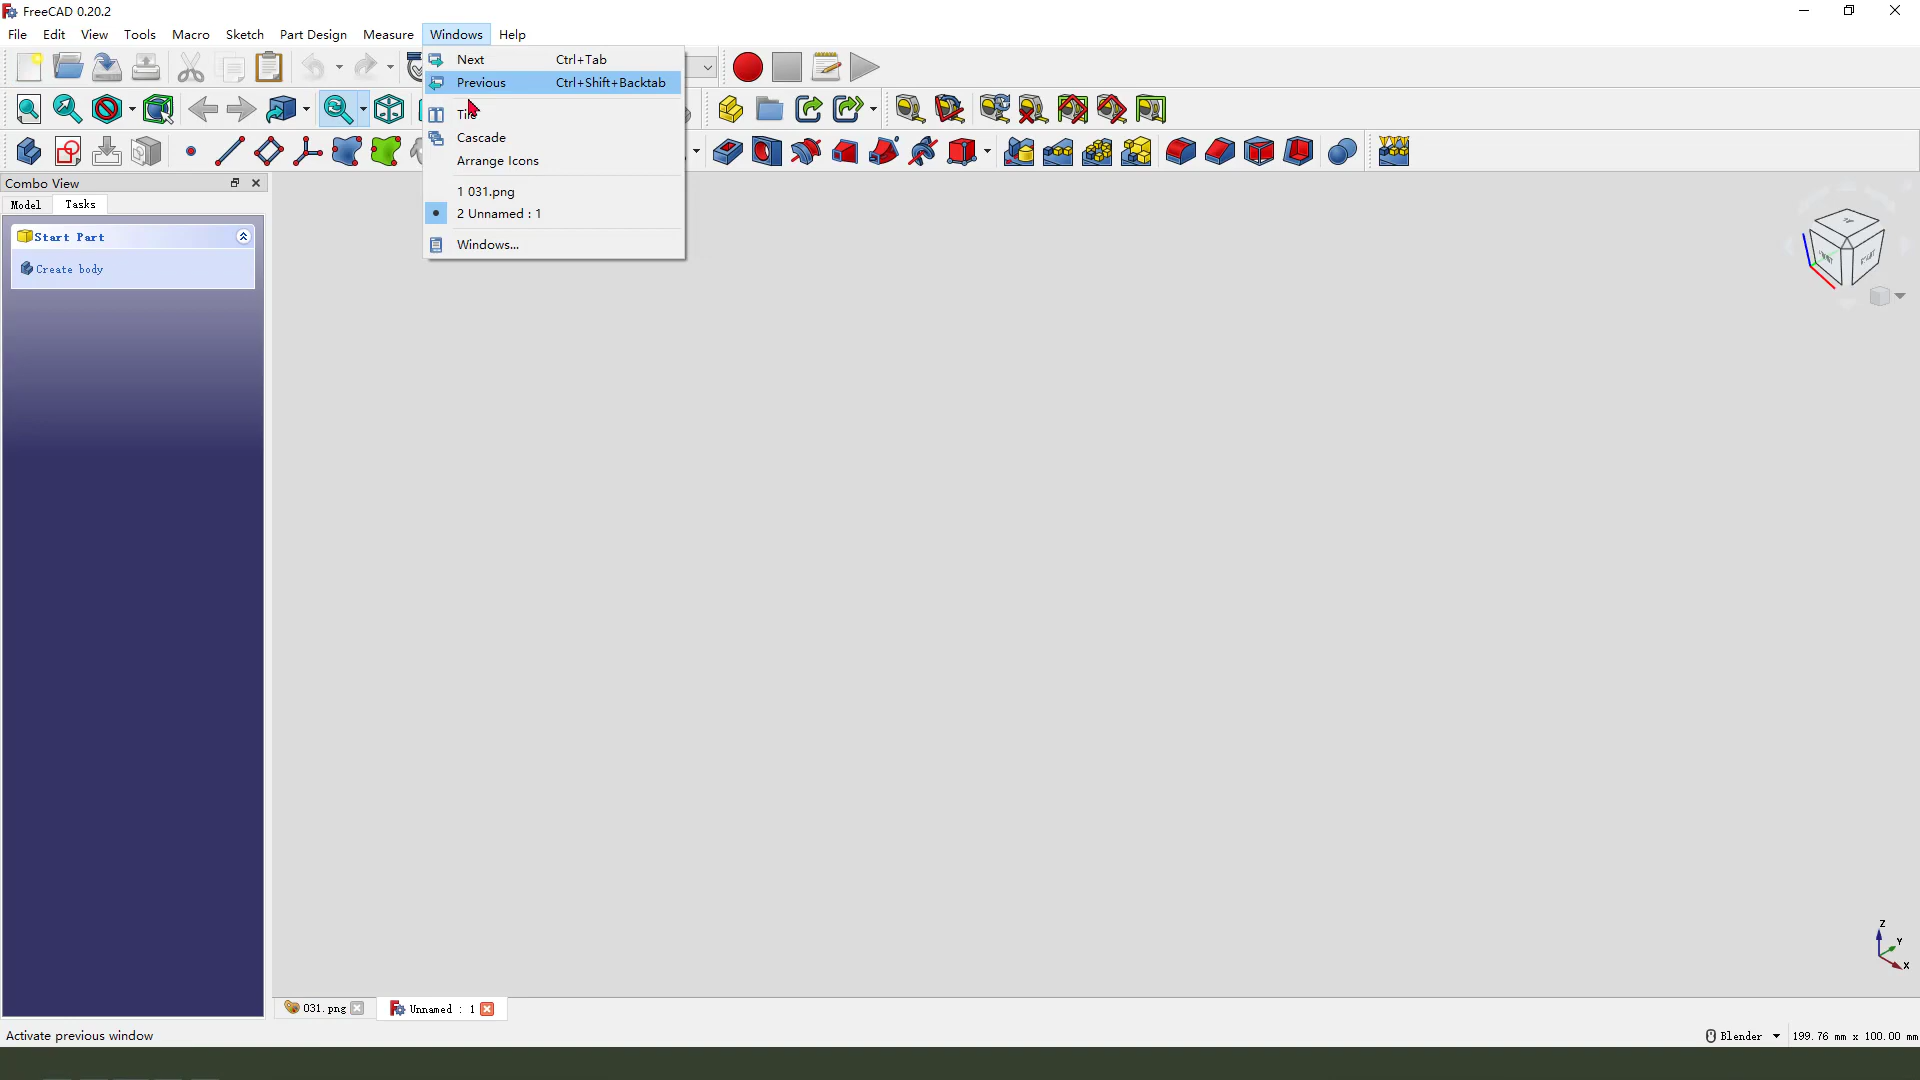 FreeCAD 0.20.2
File Edit View Tools Macro Sketch Part Design Measure Windows Help
Next Ctrl+Tab
Previous Ctrl+Shift+Backtab
Cascade
Arrange Icons
1 031.png
2 Unnamed : 1
Windows...
Combo View
Model Tasks
Start Part
Create body
Z
Y
X
031.png Unnamed : 1
Activate previous window
Blender 199.76 mm x 100.00 mm